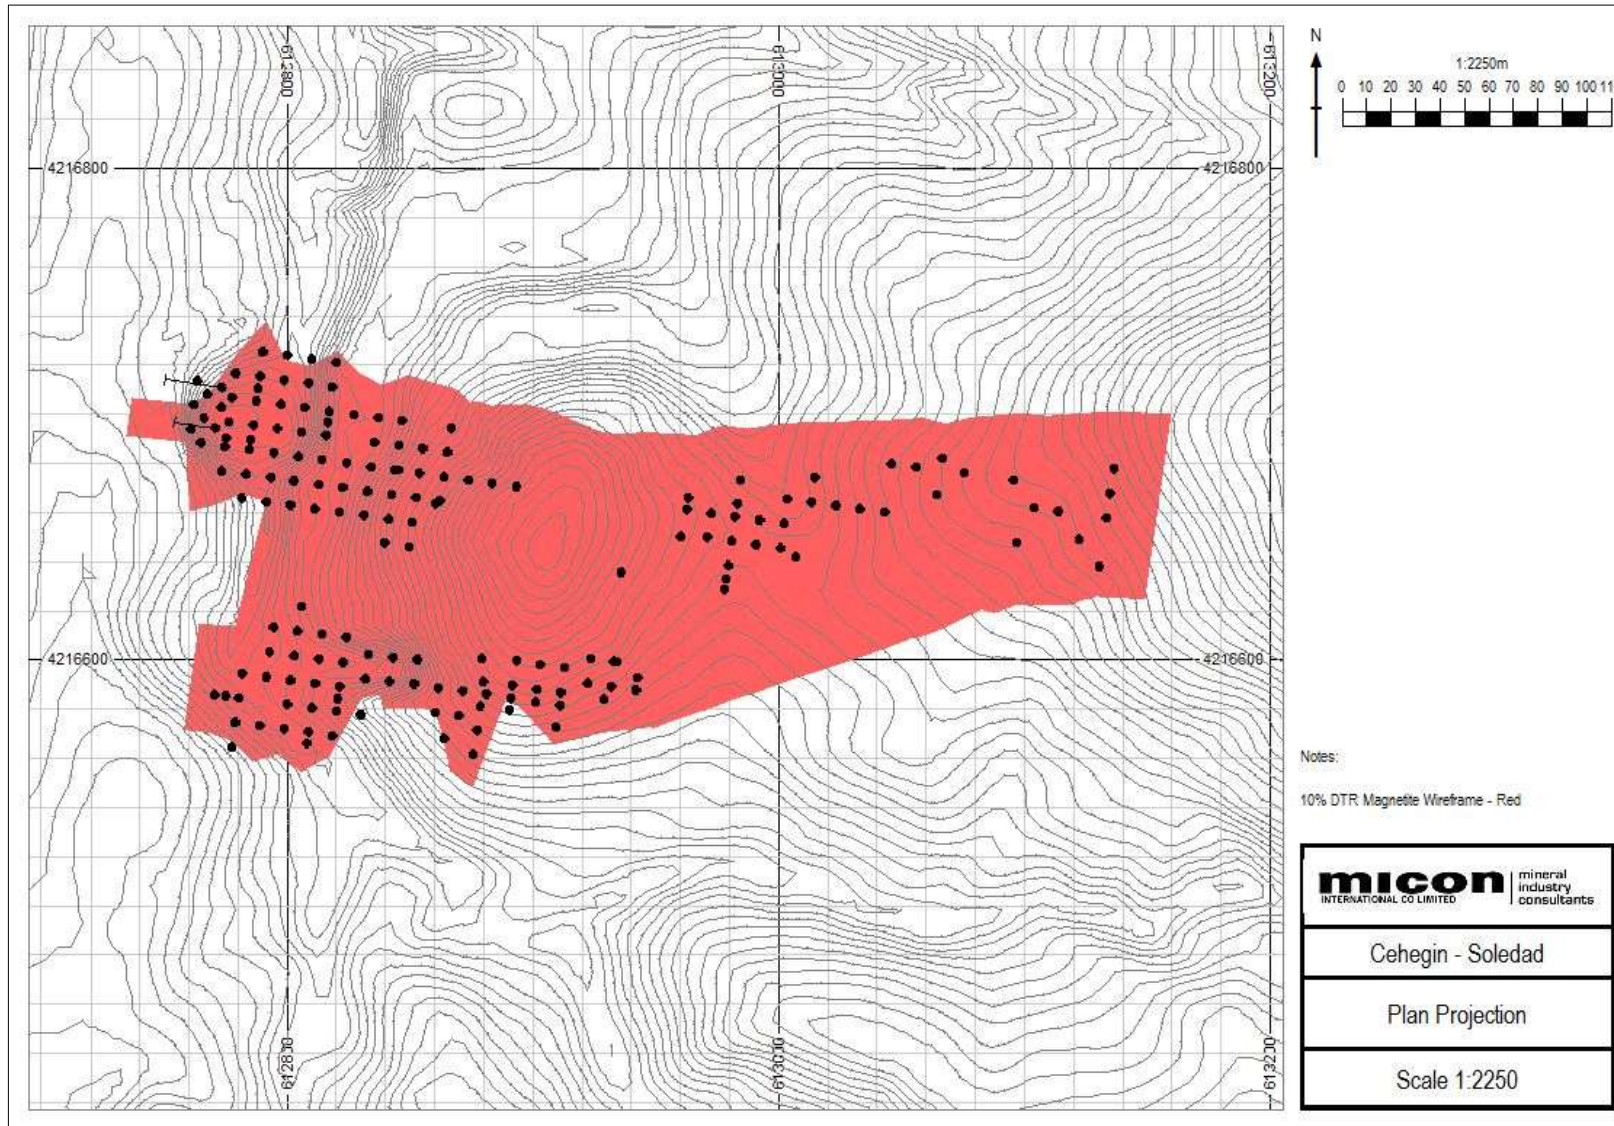 612800
613000
613200
4216800
4216800
4216600
4216600
612800
613000
613200
N
1:2250m
0 10 20 30 40 50 60 70 80 90 100 11
Notes:
10% DTR Magnetite Wireframe - Red
micon
INTERNATIONAL CO LIMITED
mineral
industry
consultants
Cehegin - Soledad
Plan Projection
Scale 1:2250